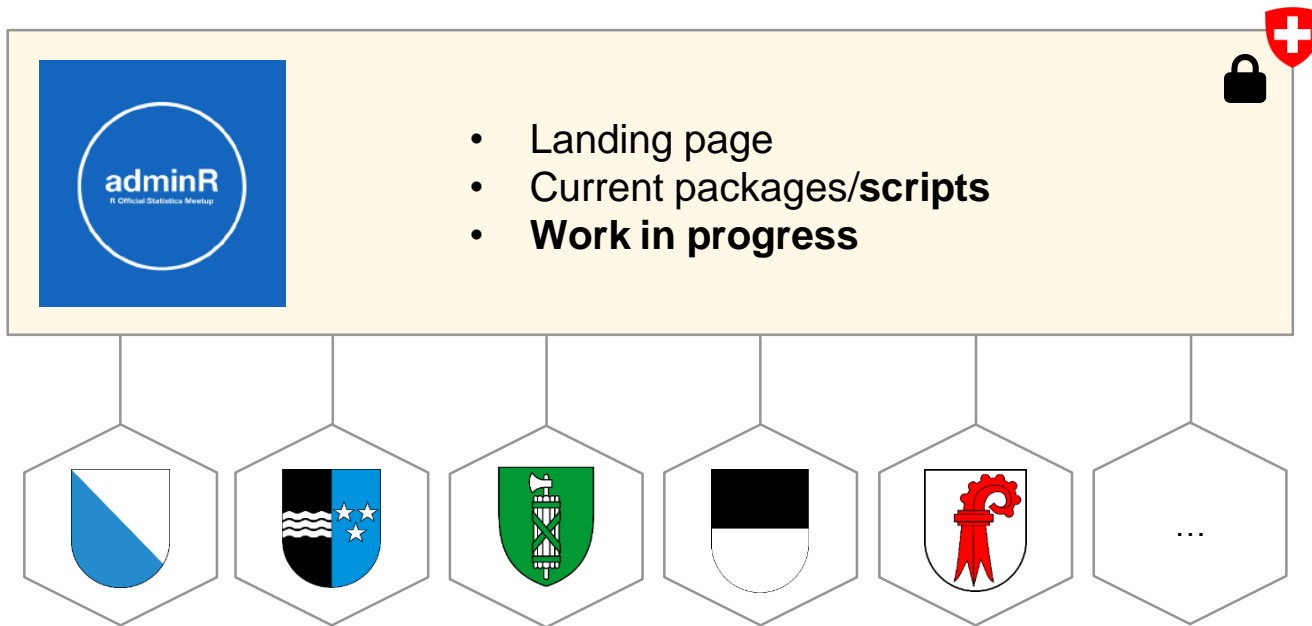 adminR
R Official Statistics Meetup
• Landing page
• Current packages/scripts
• Work in progress
...